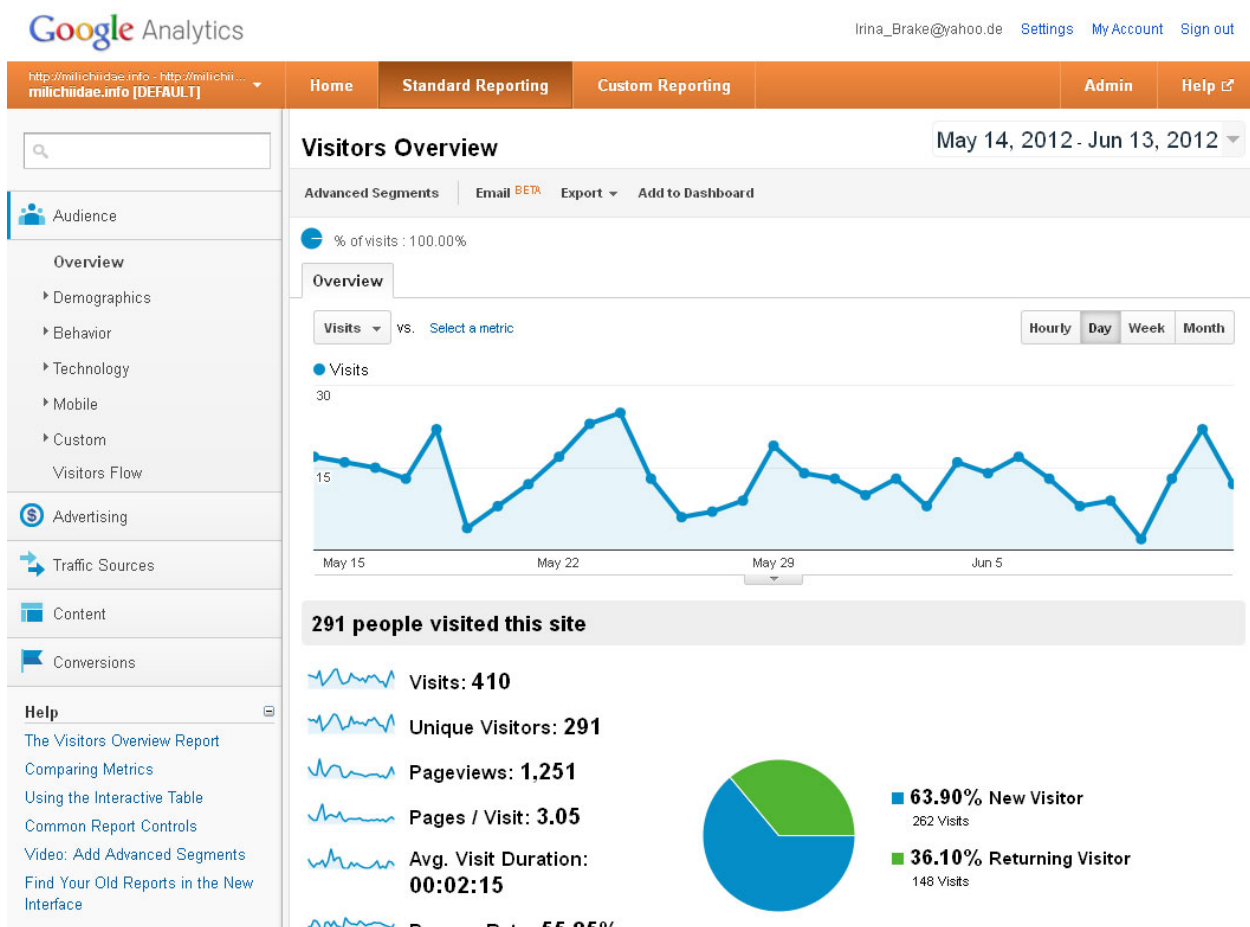 Google Analytics
Irina_Brake@yahoo.de Settings My Account Sign out
http://milichiidae.info - http://milichii...
milichiidae.info [DEFAULT]
Home Standard Reporting Custom Reporting Admin Help
Visitors Overview
May 14, 2012 - Jun 13, 2012
Advanced Segments Email BETA Export Add to Dashboard
% of visits : 100.00%
Overview
Visits vs. Select a metric
Hourly Day Week Month
Visits
30
15
May 15 May 22 May 29 Jun 5
291 people visited this site
Visits: 410
Unique Visitors: 291
Pageviews: 1,251
Pages / Visit: 3.05
Avg. Visit Duration:
00:02:15
63.90% New Visitor
262 Visits
36.10% Returning Visitor
148 Visits
Audience
Overview
Demographics
Behavior
Technology
Mobile
Custom
Visitors Flow
Advertising
Traffic Sources
Content
Conversions
Help
The Visitors Overview Report
Comparing Metrics
Using the Interactive Table
Common Report Controls
Video: Add Advanced Segments
Find Your Old Reports in the New
Interface